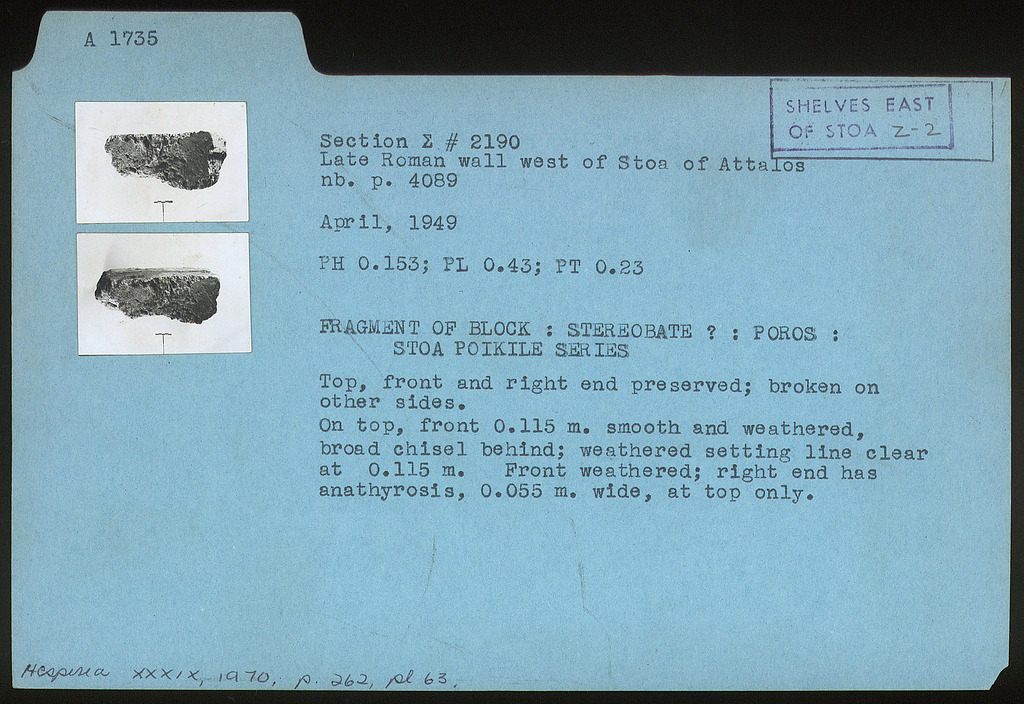 A 1735
SHELVES EAST
OF STOA Z-2
Section Σ # 2190
Late Roman wall west of Stoa of Attalos
nb. p. 4089
April, 1949
PH 0.153; PL 0.43; PT 0.23
FRAGMENT OF BLOCK : STEREOBATE ? : POROS :
STOA POIKILE SERIES
Top, front and right end preserved; broken on
other sides.
On top, front 0.115 m. smooth and weathered,
broad chisel behind; weathered setting line clear
at 0.115 m. Front weathered; right end has
anathyrosis, 0.055 m. wide, at top only.
Hesperia XXXIX, 1970, p. 262, pl 63.